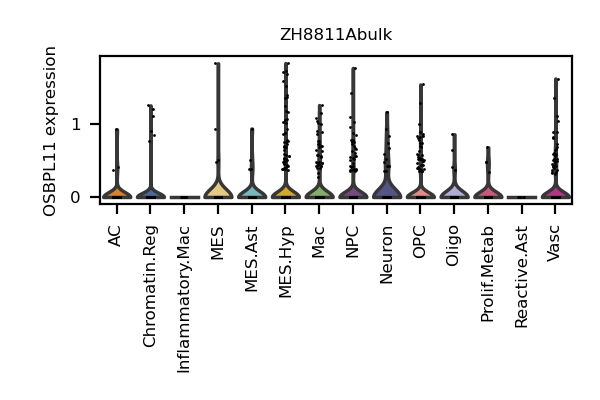 ZH8811Abulk
OSBPL11 expression
1
0
AC
Chromatin.Reg
Inflammatory.Mac
MES
MES.Ast
MES.Hyp
Mac
NPC
Neuron
OPC
Oligo
Prolif.Metab
Reactive.Ast
Vasc